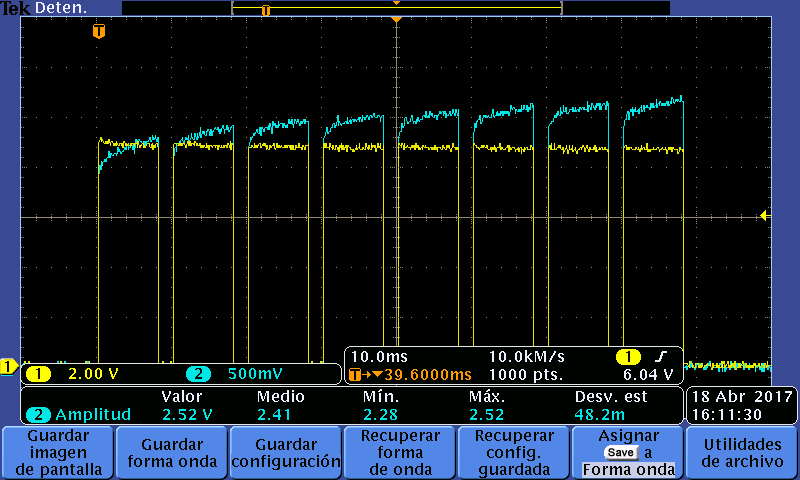 Tek Deten.
T
T
1
1 2.00 V 2 500mV
10.0ms 10.0kM/s 1
T→▼39.6000ms 1000 pts. 6.04 V
Valor Medio Mín. Máx. Desv. est
2 Amplitud 2.52 V 2.41 2.28 2.52 48.2m
18 Abr 2017
16:11:30
Guardar
imagen
de pantalla
Guardar
forma onda
Guardar
configuración
Recuperar
forma
de onda
Recuperar
config.
guardada
Asignar
Save a
Forma onda
Utilidades
de archivo